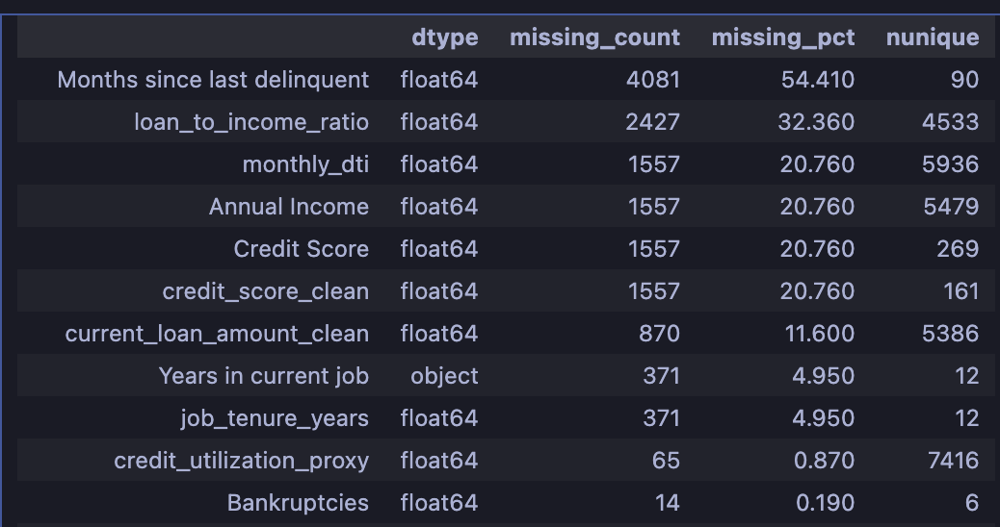 dtype missing_count missing_pct nunique
Months since last delinquent float64 4081 54.410 90
loan_to_income_ratio float64 2427 32.360 4533
monthly_dti float64 1557 20.760 5936
Annual Income float64 1557 20.760 5479
Credit Score float64 1557 20.760 269
credit_score_clean float64 1557 20.760 161
current_loan_amount_clean float64 870 11.600 5386
Years in current job object 371 4.950 12
job_tenure_years float64 371 4.950 12
credit_utilization_proxy float64 65 0.870 7416
Bankruptcies float64 14 0.190 6